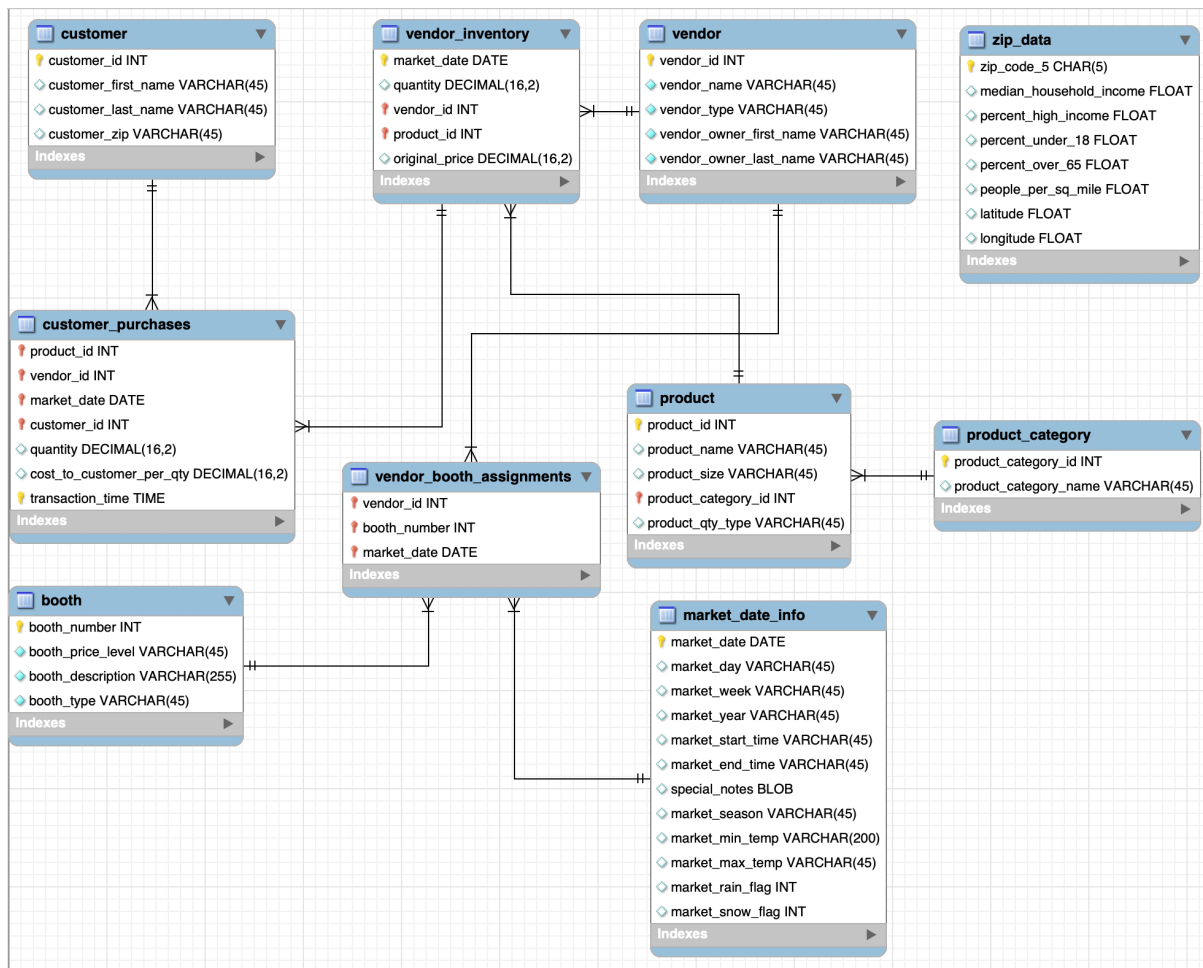 customer
customer_id INT
customer_first_name VARCHAR(45)
customer_last_name VARCHAR(45)
customer_zip VARCHAR(45)
Indexes
vendor_inventory
market_date DATE
quantity DECIMAL(16,2)
vendor_id INT
product_id INT
original_price DECIMAL(16,2)
Indexes
vendor
vendor_id INT
vendor_name VARCHAR(45)
vendor_type VARCHAR(45)
vendor_owner_first_name VARCHAR(45)
vendor_owner_last_name VARCHAR(45)
Indexes
zip_data
zip_code_5 CHAR(5)
median_household_income FLOAT
percent_high_income FLOAT
percent_under_18 FLOAT
percent_over_65 FLOAT
people_per_sq_mile FLOAT
latitude FLOAT
longitude FLOAT
Indexes
customer_purchases
product_id INT
vendor_id INT
market_date DATE
customer_id INT
quantity DECIMAL(16,2)
cost_to_customer_per_qty DECIMAL(16,2)
transaction_time TIME
Indexes
vendor_booth_assignments
vendor_id INT
booth_number INT
market_date DATE
Indexes
product
product_id INT
product_name VARCHAR(45)
product_size VARCHAR(45)
product_category_id INT
product_qty_type VARCHAR(45)
Indexes
product_category
product_category_id INT
product_category_name VARCHAR(45)
Indexes
booth
booth_number INT
booth_price_level VARCHAR(45)
booth_description VARCHAR(255)
booth_type VARCHAR(45)
Indexes
market_date_info
market_date DATE
market_day VARCHAR(45)
market_week VARCHAR(45)
market_year VARCHAR(45)
market_start_time VARCHAR(45)
market_end_time VARCHAR(45)
special_notes BLOB
market_season VARCHAR(45)
market_min_temp VARCHAR(200)
market_max_temp VARCHAR(45)
market_rain_flag INT
market_snow_flag INT
Indexes